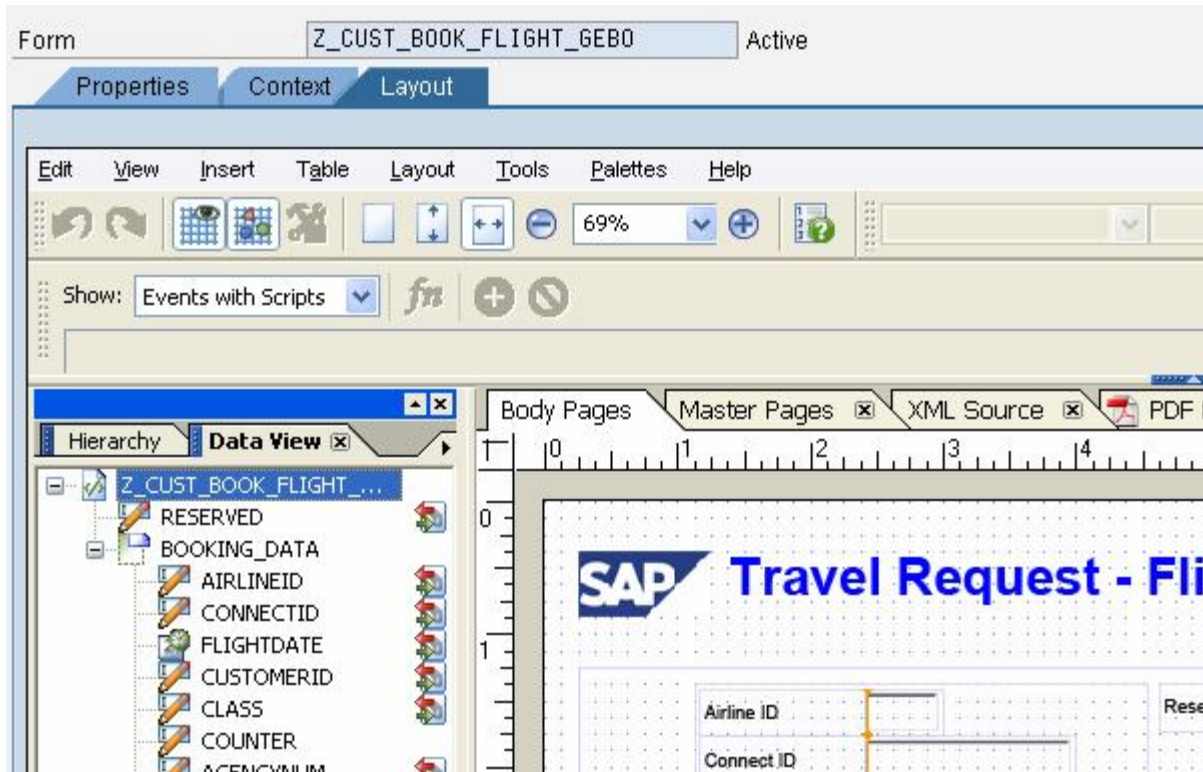 Form Z_CUST_BOOK_FLIGHT_GEBO Active
Properties Context Layout
Edit View Insert Table Layout Tools Palettes Help
69%
Show: Events with Scripts fn
Body Pages Master Pages XML Source PDF
Hierarchy Data View
0 1 2 3 4
Z_CUST_BOOK_FLIGHT_...
RESERVED
0
BOOKING_DATA
AIRLINEID
SAP Travel Request - Fli
CONNECTID
FLIGHTDATE
1
CUSTOMERID
CLASS
Airline ID Rese
COUNTER
Connect ID
AGENCYNUM